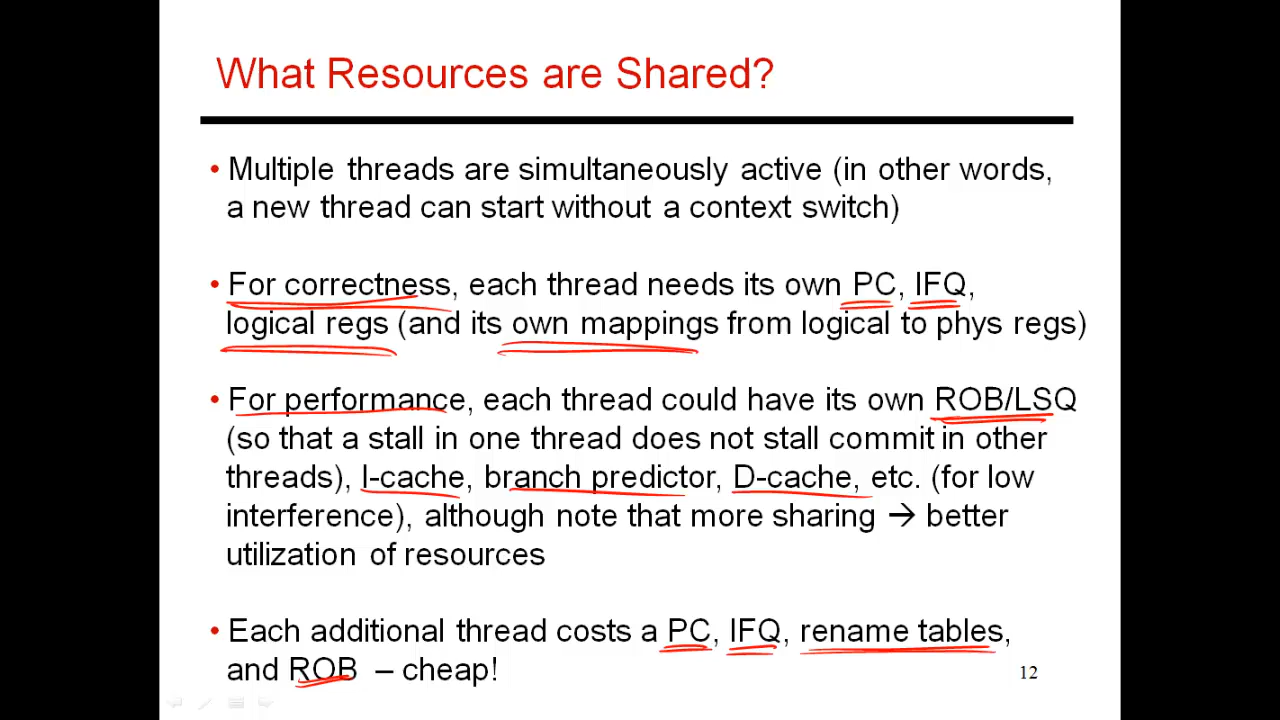 What Resources are Shared?
• Multiple threads are simultaneously active (in other words,
a new thread can start without a context switch)
• For correctness, each thread needs its own PC, IFQ,
logical regs (and its own mappings from logical to phys regs)
• For performance, each thread could have its own ROB/LSQ
(so that a stall in one thread does not stall commit in other
threads), I-cache, branch predictor, D-cache, etc. (for low
interference), although note that more sharing → better
utilization of resources
• Each additional thread costs a PC, IFQ, rename tables,
and ROB – cheap!
12